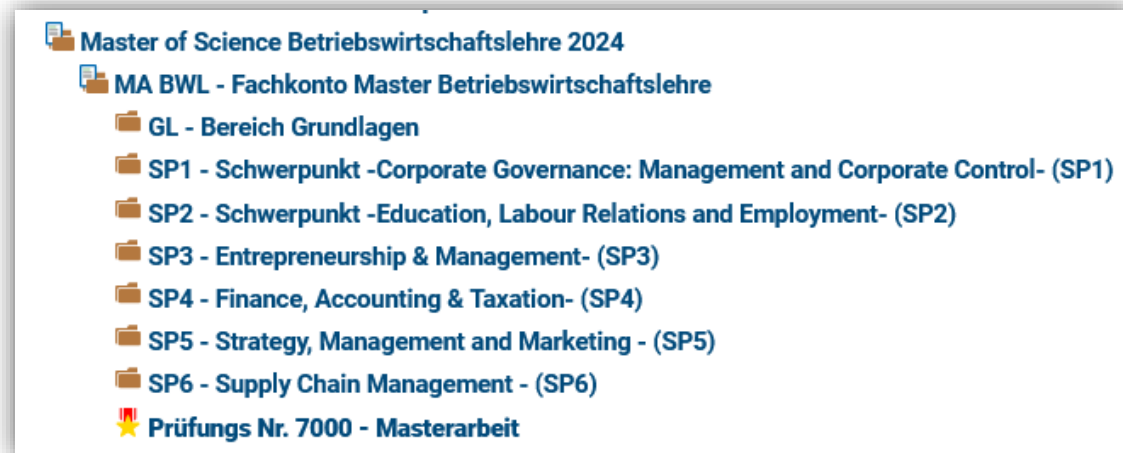 Master of Science Betriebswirtschaftslehre 2024
MA BWL - Fachkonto Master Betriebswirtschaftslehre
GL - Bereich Grundlagen
SP1 - Schwerpunkt -Corporate Governance: Management and Corporate Control- (SP1)
SP2 - Schwerpunkt -Education, Labour Relations and Employment- (SP2)
SP3 - Entrepreneurship & Management- (SP3)
SP4 - Finance, Accounting & Taxation- (SP4)
SP5 - Strategy, Management and Marketing - (SP5)
SP6 - Supply Chain Management - (SP6)
Prüfungs Nr. 7000 - Masterarbeit